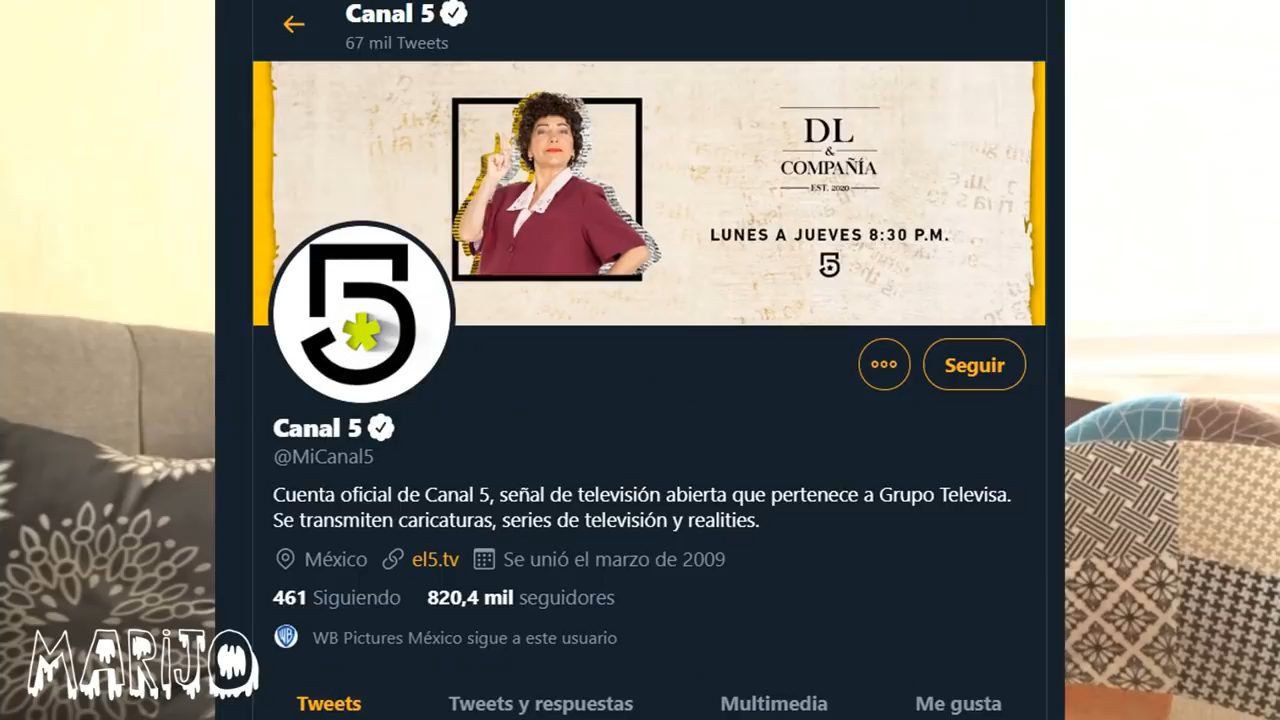 Canal 5
67 mil Tweets
DL
&
COMPAÑÍA
EST. 2020
LUNES A JUEVES 8:30 P.M.
5
5
Canal 5
@MiCanal5
Seguir
Cuenta oficial de Canal 5, señal de televisión abierta que pertenece a Grupo Televisa.
Se transmiten caricaturas, series de televisión y realities.
México el5.tv Se unió el marzo de 2009
461 Siguiendo 820,4 mil seguidores
WB WB Pictures México sigue a este usuario
MARiJO
Tweets Tweets y respuestas Multimedia Me gusta